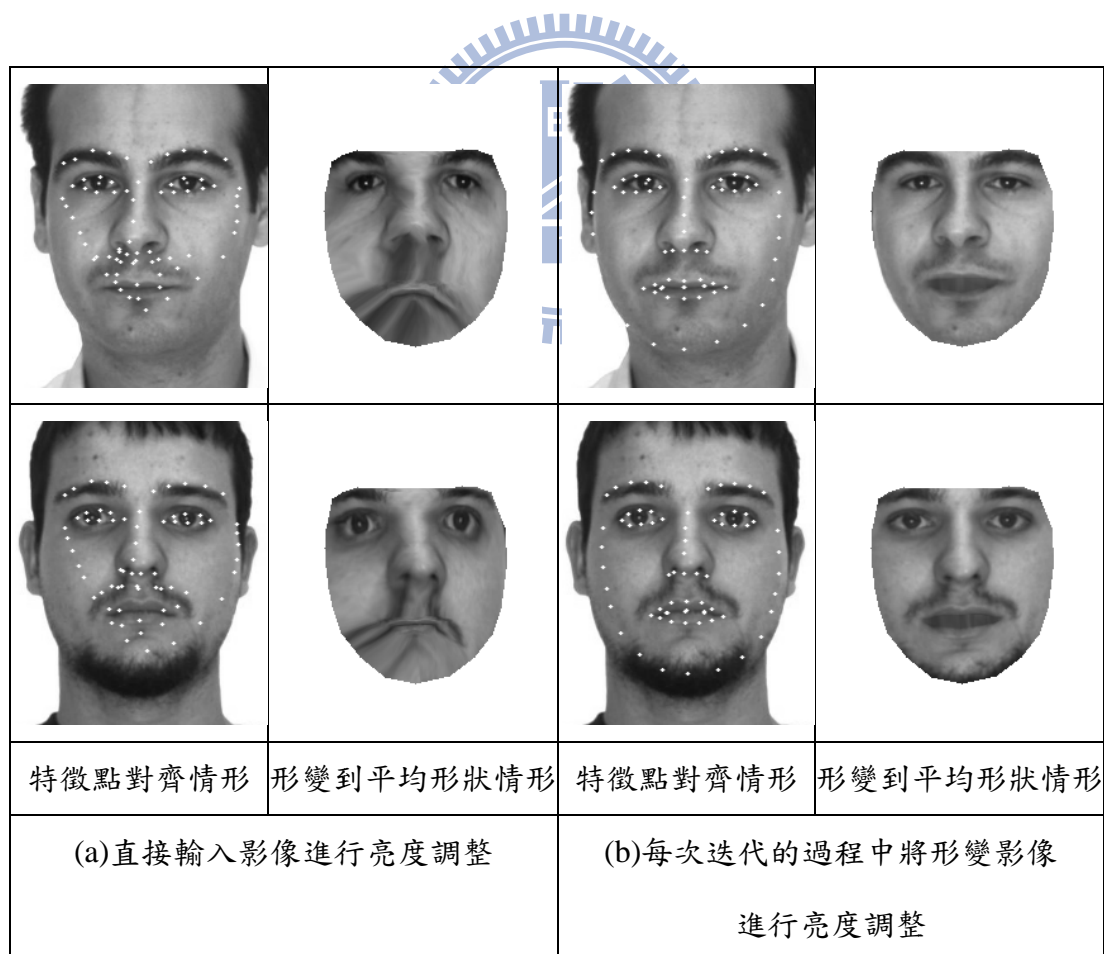 特徵點對齊情形
形變到平均形狀情形
特徵點對齊情形
形變到平均形狀情形
(a)直接輸入影像進行亮度調整
(b)每次迭代的過程中將形變影像
進行亮度調整